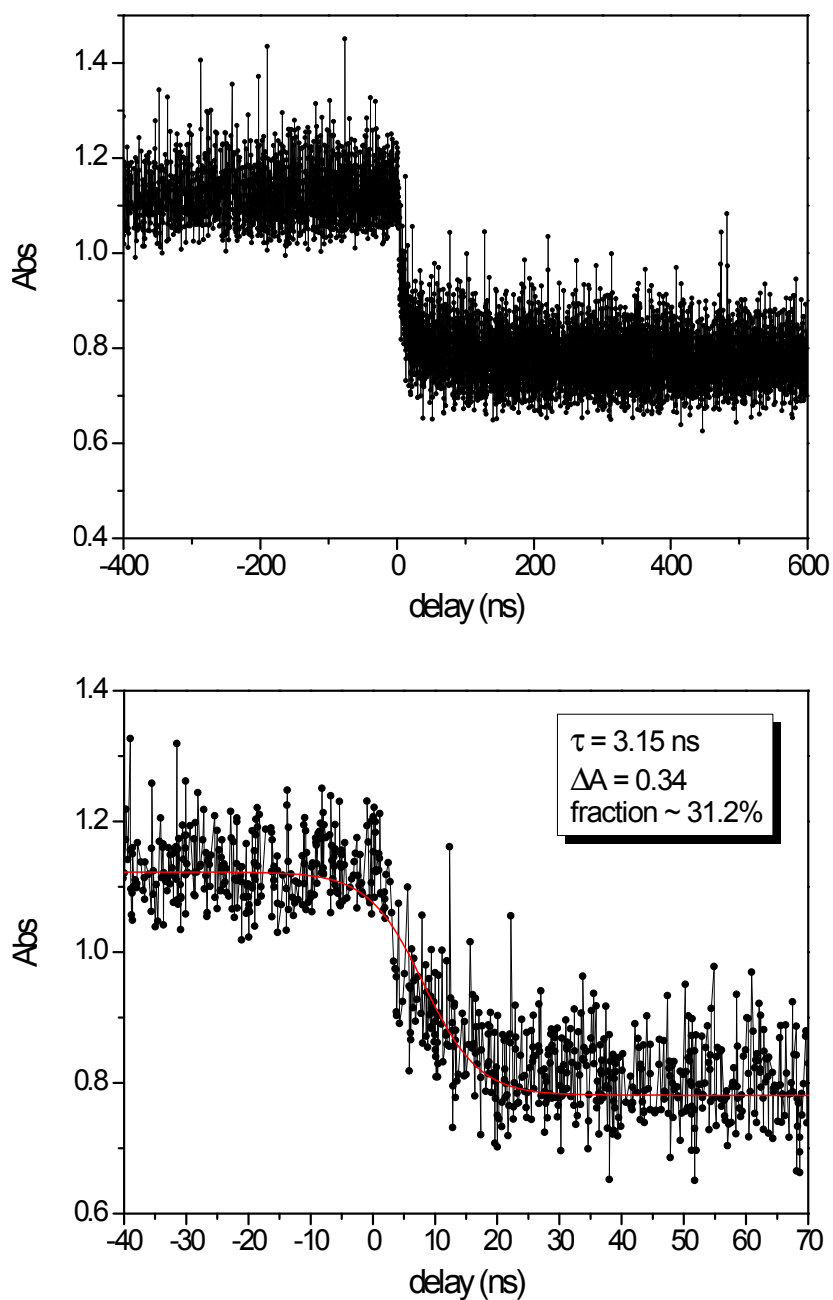 1.4
1.2
1.0
0.8
0.6
0.4
Abs
-400 -200 0 200 400 600
delay (ns)
1.4
1.2
1.0
0.8
0.6
Abs
τ = 3.15 ns
ΔA = 0.34
fraction ~ 31.2%
-40 -30 -20 -10 0 10 20 30 40 50 60 70
delay (ns)